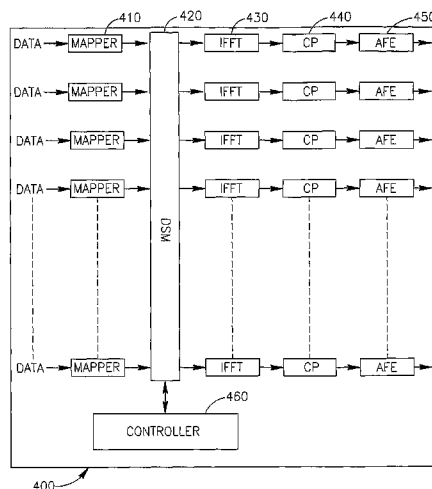 410 420 430 440 450
DATA MAPPER IFFT CP AFE
DATA MAPPER IFFT CP AFE
DATA MAPPER IFFT CP AFE
DATA MAPPER IFFT CP AFE
DSM
DATA MAPPER IFFT CP AFE
460
CONTROLLER
400